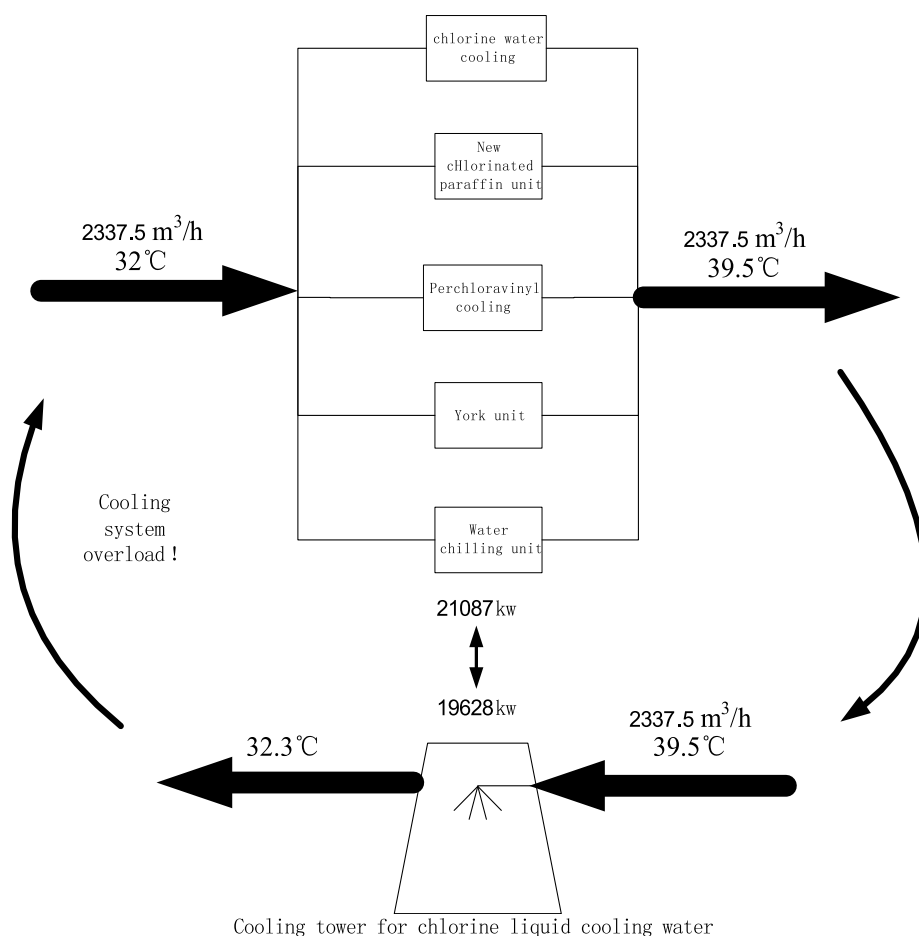 chlorine water
cooling
New
cHlorinated
paraffin unit
2337.5 m³/h
32℃
2337.5 m³/h
39.5℃
Perchloravinyl
cooling
York unit
Cooling
system
overload！
Water
chilling unit
21087kw
19628kw
2337.5 m³/h
39.5℃
32.3℃
Cooling tower for chlorine liquid cooling water